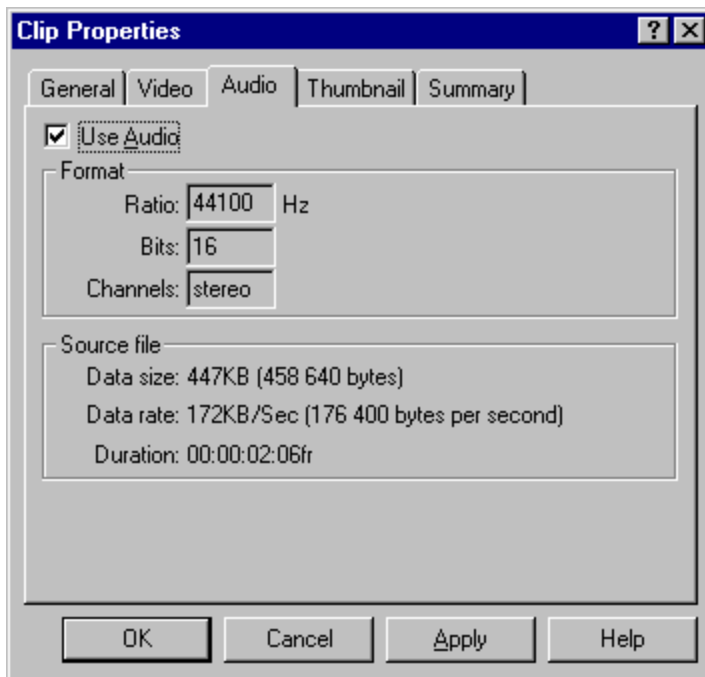 Clip Properties
General Video Audio Thumbnail Summary
Use Audio
Format
Ratio: 44100 Hz
Bits: 16
Channels: stereo
Source file
Data size: 447KB (458 640 bytes)
Data rate: 172KB/Sec (176 400 bytes per second)
Duration: 00:00:02:06fr
OK Cancel Apply Help